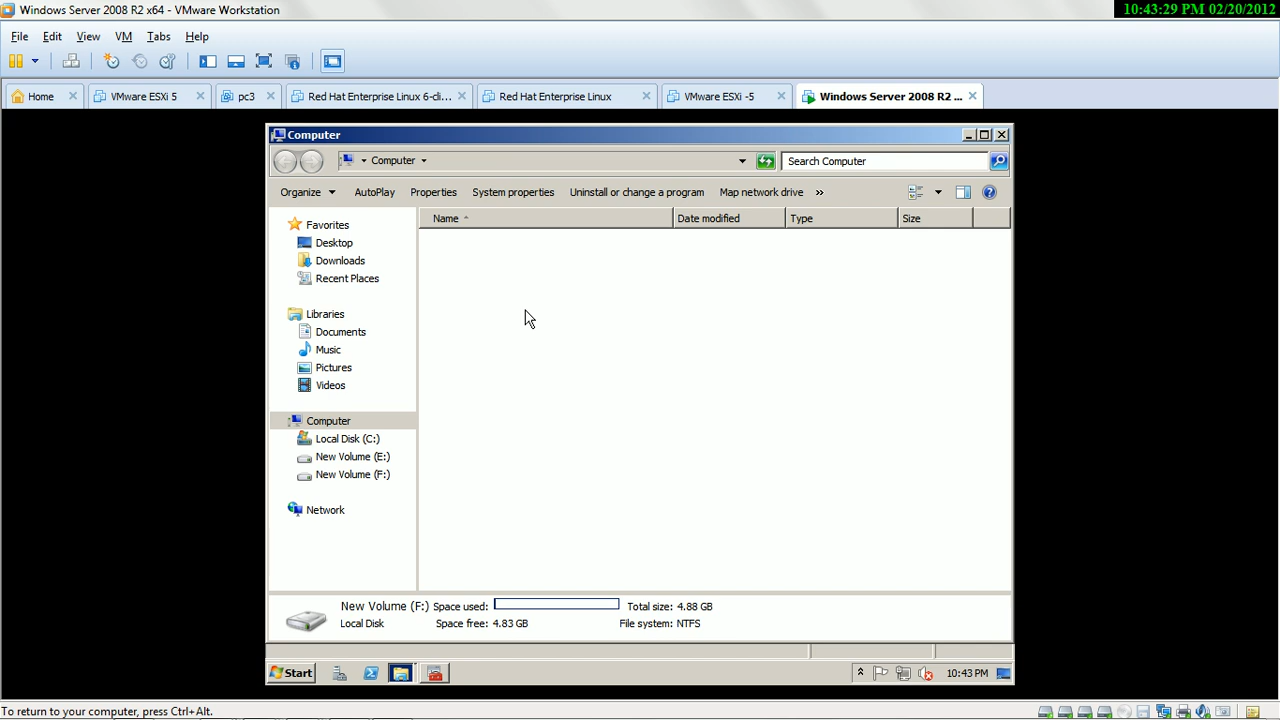 Windows Server 2008 R2 x64 - VMware Workstation
10:43:29 PM 02/20/2012
File Edit View VM Tabs Help
Home VMware ESXi 5 pc3 Red Hat Enterprise Linux 6-cli... Red Hat Enterprise Linux VMware ESXi -5 Windows Server 2008 R2 ...
Computer
Computer
Search Computer
Organize AutoPlay Properties System properties Uninstall or change a program Map network drive »
Name Date modified Type Size
Favorites
Desktop
Downloads
Recent Places
Libraries
Documents
Music
Pictures
Videos
Computer
Local Disk (C:)
New Volume (E:)
New Volume (F:)
Network
New Volume (F:) Space used: Total size: 4.88 GB
Local Disk Space free: 4.83 GB File system: NTFS
Start 10:43 PM
To return to your computer, press Ctrl+Alt.